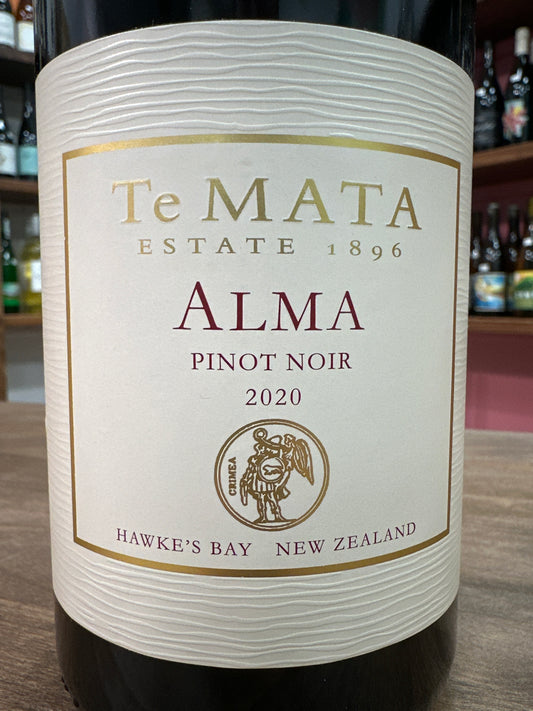 Te MATA
ESTATE 1896
ALMA
PINOT NOIR
2020
CRIMEA
HAWKE'S BAY NEW ZEALAND